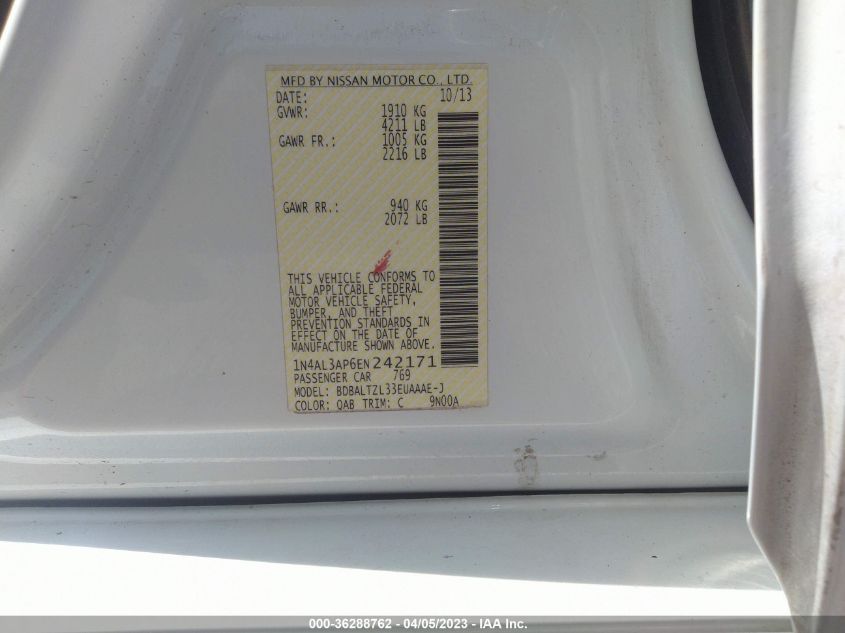 MFD BY NISSAN MOTOR CO., LTD.
DATE: 10/13
GVWR: 1910 KG
4211 LB
GAWR FR.: 1005 KG
2216 LB
GAWR RR.: 940 KG
2072 LB
THIS VEHICLE CONFORMS TO
ALL APPLICABLE FEDERAL
MOTOR VEHICLE SAFETY,
BUMPER, AND THEFT
PREVENTION STANDARDS IN
EFFECT ON THE DATE OF
MANUFACTURE SHOWN ABOVE.
1N4AL3AP6EN242171
PASSENGER CAR 769
MODEL: BDBALTZL33EUAAAE-J
COLOR: QAB TRIM: C 9N00A
000-36288762 - 04/05/2023 - IAA Inc.